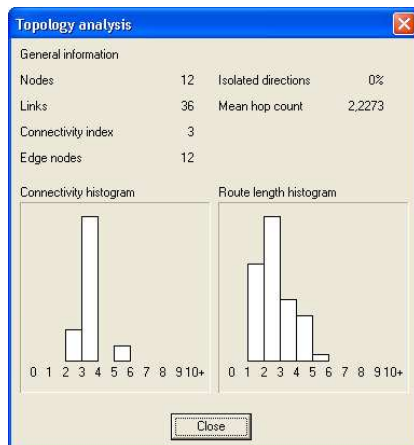 Topology analysis
General information
Nodes 12 Isolated directions 0%
Links 36 Mean hop count 2,2273
Connectivity index 3
Edge nodes 12
Connectivity histogram Route length histogram
0 1 2 3 4 5 6 7 8 9 10+ 0 1 2 3 4 5 6 7 8 9 10+
Close